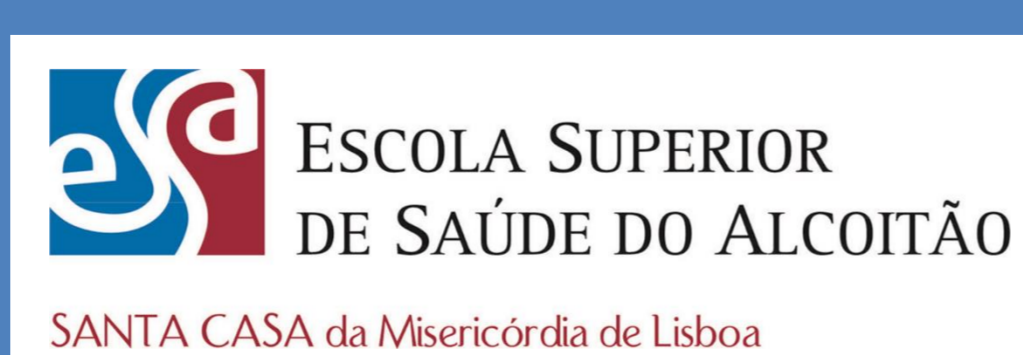 esa
ESCOLA SUPERIOR
DE SAÚDE DO ALCOITÃO
SANTA CASA da Misericórdia de Lisboa